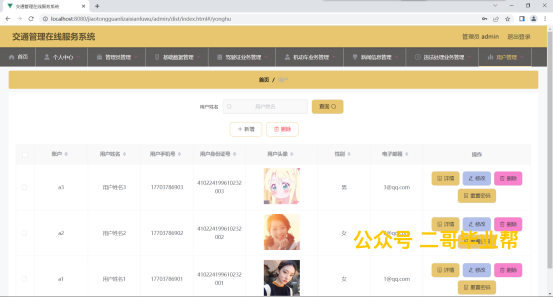 交通管理在线服务系统
localhost:8080/jiaotongguanlizaixianfuwu/admin/dist/index.html#/yonghu
交通管理在线服务系统 管理员 admin 退出登录
首页 个人中心 管理员管理 基础数据管理 驾驶证业务管理 机动车业务管理 新闻信息管理 违法处理业务管理 用户管理
首页 / 用户
用户姓名 用户姓名 查询
+ 新增 删除
账户 用户姓名 用户手机号 用户身份证号 用户头像 性别 电子邮箱 操作
a3 用户姓名3 17703786903 410224199610232003 男 3@qq.com 详情 修改 删除
重置密码
a2 用户姓名2 17703786902 410224199610232002 女 详情 修改 删除
公众号 二哥毕业帮
a1 用户姓名1 17703786901 410224199610232001 女 1@qq.com 详情 修改 删除
重置密码